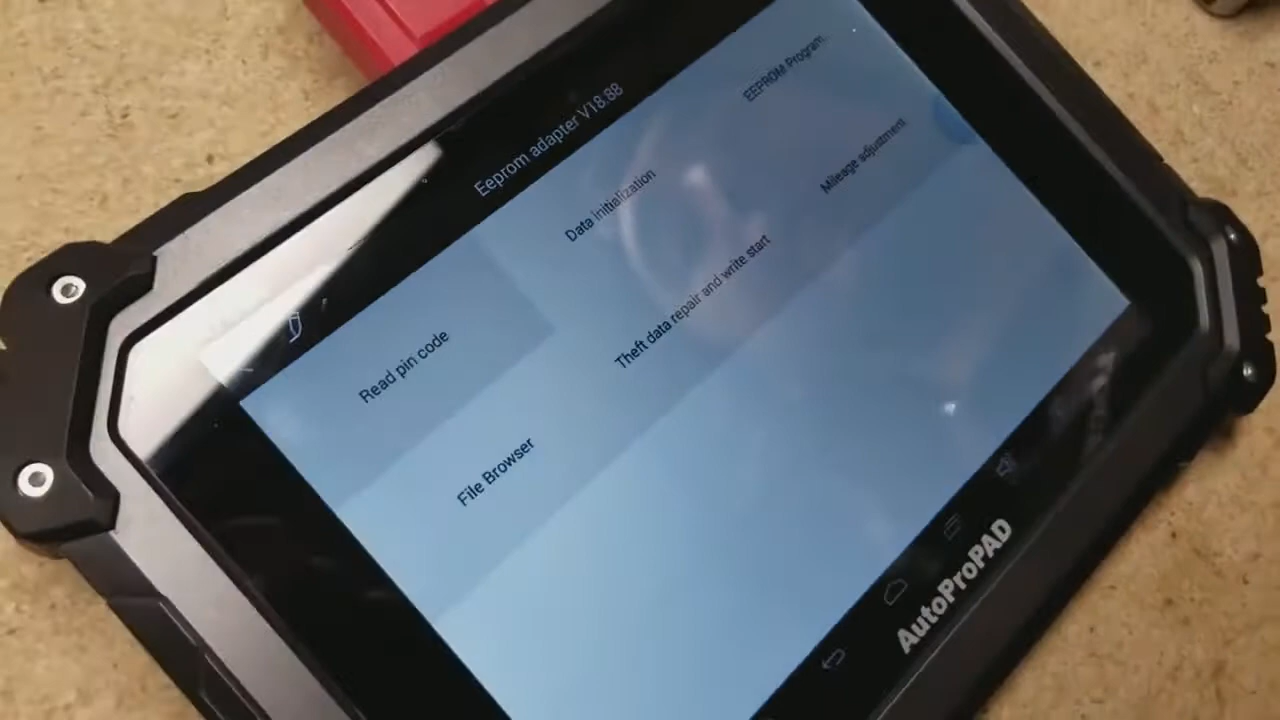 Eeprom adapter V18.88
Read pin code
Data initialization
EEPROM Program
File Browser
Theft data repair and write start
Mileage adjustment
AutoProPAD